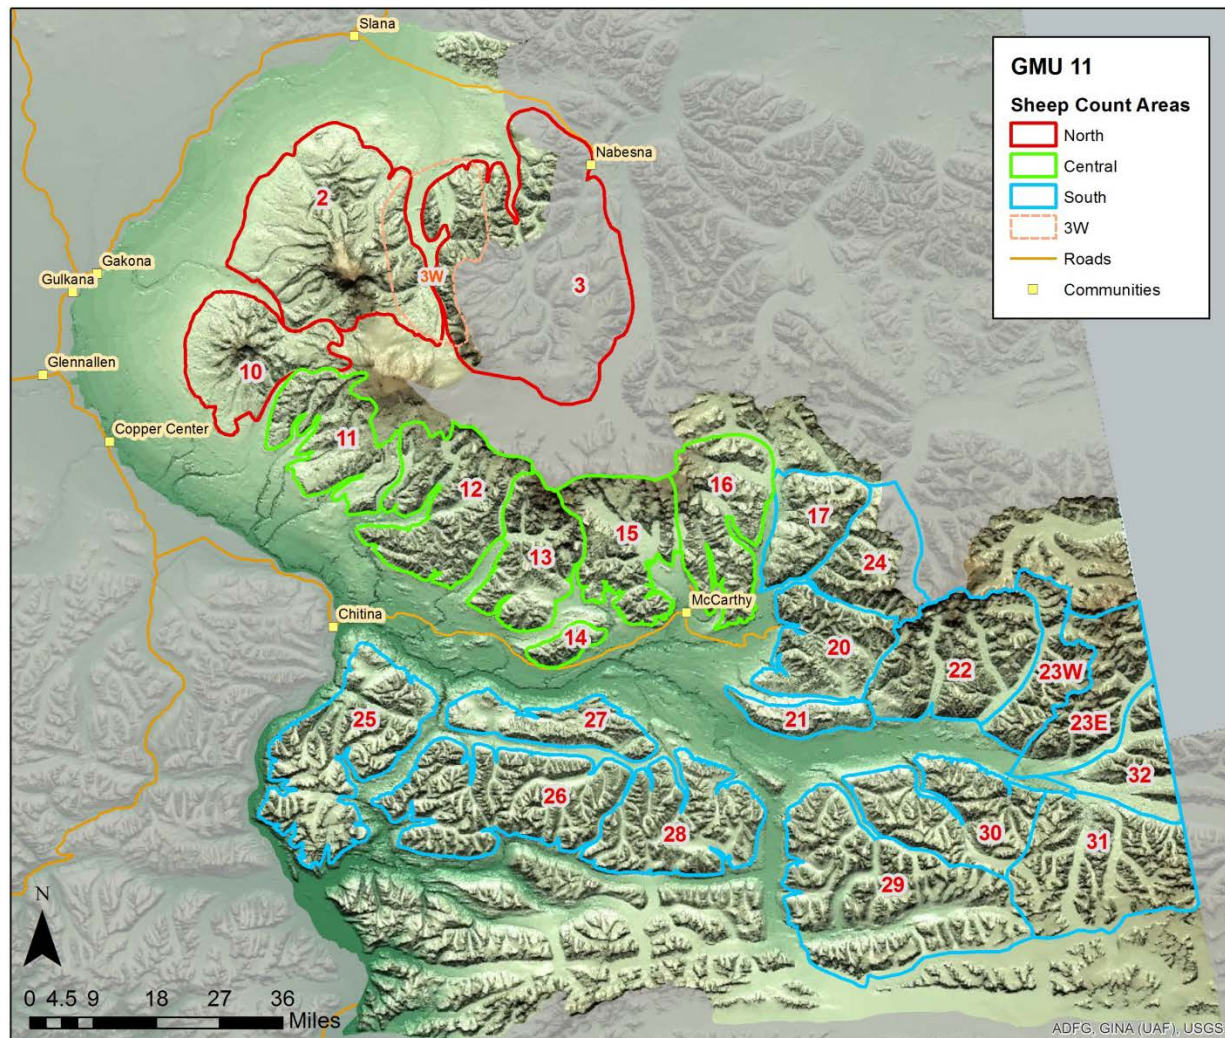 Slana
GMU 11
Sheep Count Areas
North
Central
South
3W
Roads
Communities
Nabesna
2
Gakona
Gulkana
3W
3
Glennallen
10
Copper Center
11
12
16
17
15
13
24
McCarthy
Chitina
14
20
22
23W
25
27
21
23E
32
26
28
30
31
29
N
0 4.5 9 18 27 36
Miles
ADFG, GINA (UAF), USGS